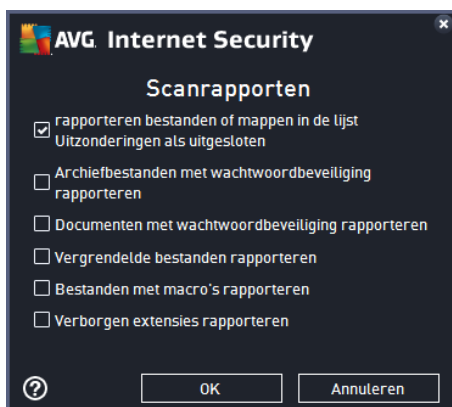 AVG. Internet Security
Scanrapporten
rapporteren bestanden of mappen in de lijst
Uitzonderingen als uitgesloten
Archiefbestanden met wachtwoordbeveiliging
rapporteren
Documenten met wachtwoordbeveiliging rapporteren
Vergrendelde bestanden rapporteren
Bestanden met macro's rapporteren
Verborgen extensies rapporteren
? OK Annuleren